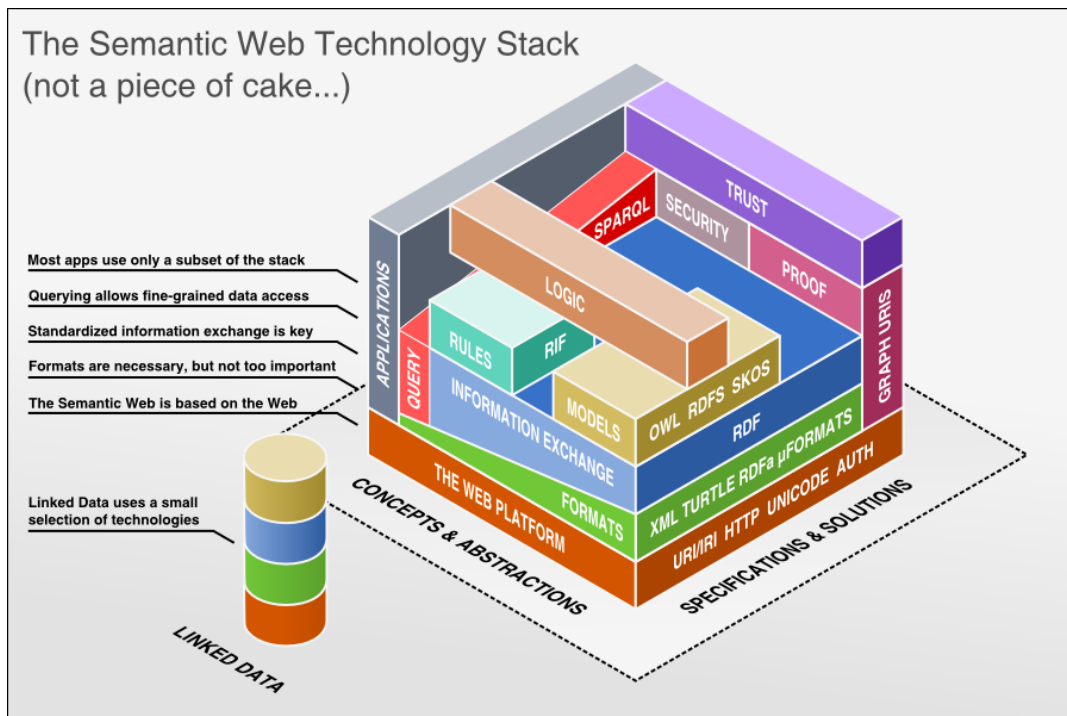 The Semantic Web Technology Stack
(not a piece of cake...)
Most apps use only a subset of the stack
Querying allows fine-grained data access
Standardized information exchange is key
Formats are necessary, but not too important
The Semantic Web is based on the Web
Linked Data uses a small
selection of technologies
LINKED DATA
APPLICATIONS
QUERY
RULES
RIF
LOGIC
SPARQL
SECURITY
TRUST
PROOF
GRAPH URIS
MODELS
OWL RDFS SKOS
INFORMATION EXCHANGE
RDF
FORMATS
XML TURTLE RDFa µFORMATS
THE WEB PLATFORM
URI/IRI HTTP UNICODE AUTH
CONCEPTS & ABSTRACTIONS
SPECIFICATIONS & SOLUTIONS